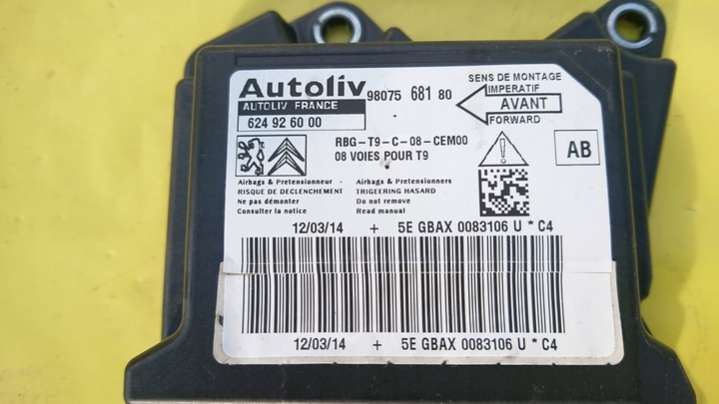 Autoliv
AUTOLIV FRANCE
624 92 60 00
98075 681 80
SENS DE MONTAGE
IMPERATIF
AVANT
FORWARD
RBG-T9-C-08-CEM00
08 VOIES POUR T9
AB
Airbags & Pretensionneur -
RISQUE DE DECLENCHEMENT
Ne pas démonter
Consulter la notice
Airbags & Pretensionners
TRIGEERING HASARD
Do not remove
Read manual
12/03/14 + 5E GBAX 0083106 U * C4
12/03/14 + 5E GBAX 0083106 U * C4